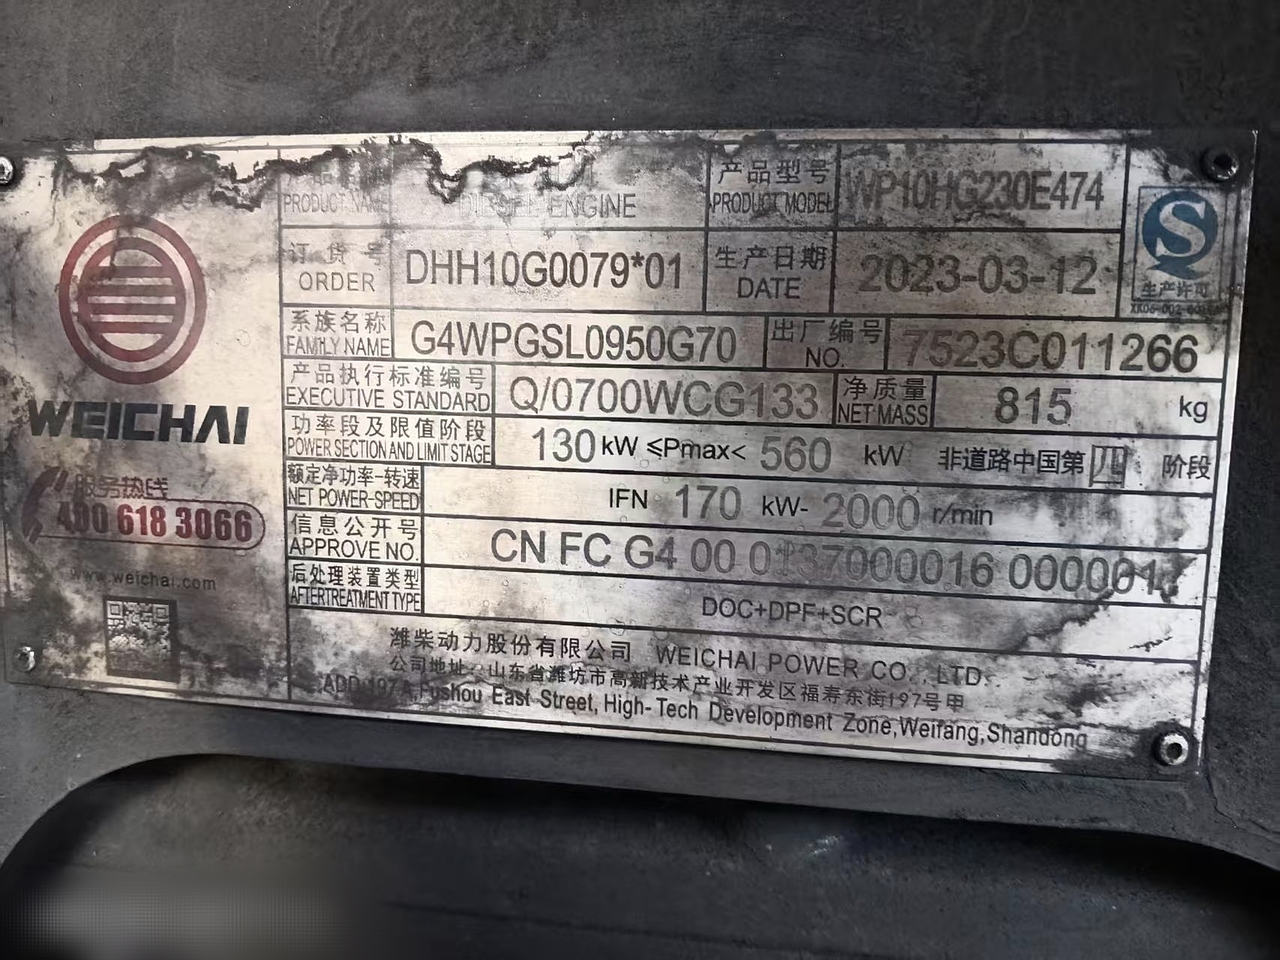 产品型号
PRODUCT NAME DIESEL ENGINE PRODUCT MODEL WP10HG230E474
订货号 DHH10G0079*01 生产日期 2023-03-12
ORDER DATE
生产许可
系族名称 G4WPGSL0950G70 出厂编号 7523C011266
FAMILY NAME NO.
产品执行标准编号 Q/0700WCG133 净质量 815 kg
EXECUTIVE STANDARD NET MASS
WEICHAI
功率段及限值阶段 130 kW ≤Pmax< 560 kW 非道路中国第四阶段
POWER SECTION AND LIMIT STAGE
额定净功率-转速 IFN 170 kW- 2000 r/min
NET POWER-SPEED
服务热线
400 618 3066
信息公开号 CN FC G4 00 0 7000016 000001
APPROVE NO.
www.weichai.com
后处理装置类型 DOC+DPF+SCR
AFTERTREATMENT TYPE
潍柴动力股份有限公司 WEICHAI POWER CO., LTD.
公司地址:山东省潍坊市高新技术产业开发区福寿东街197号甲
ADD:197A,Fushou East Street, High-Tech Development Zone,Weifang,Shandong